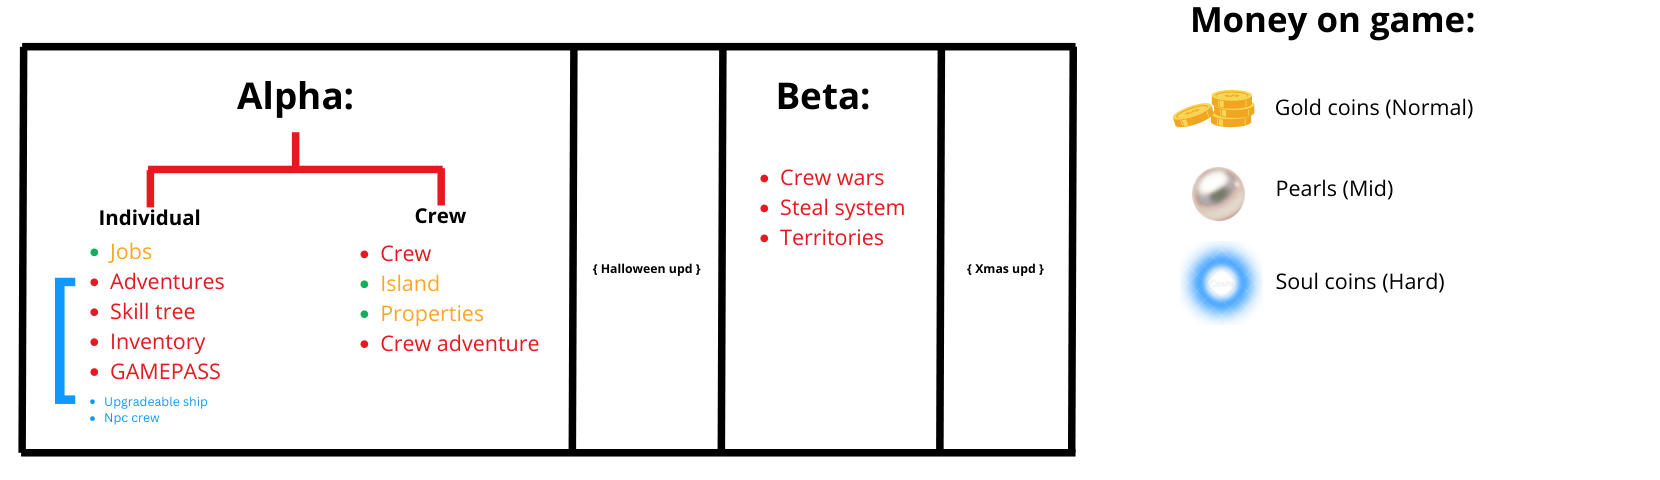 Money on game:
Alpha:
Beta:
Gold coins (Normal)
Pearls (Mid)
Soul coins (Hard)
Individual
Jobs
Adventures
Skill tree
Inventory
GAMEPASS
Upgradeable ship
Npc crew
Crew
Crew
Island
Properties
Crew adventure
{ Halloween upd }
Crew wars
Steal system
Territories
{ Xmas upd }